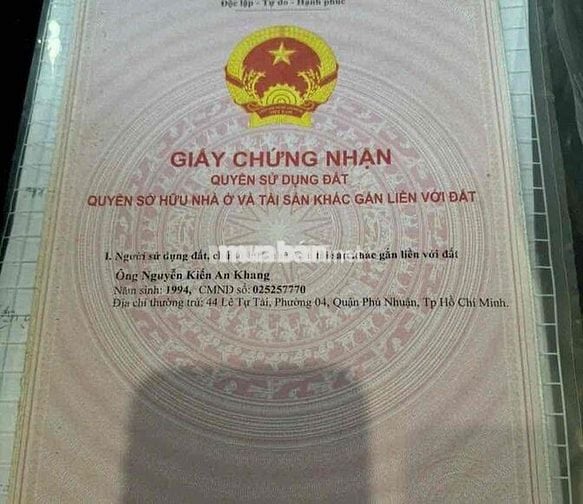 Độc lập - Tự do - Hạnh phúc
GIẤY CHỨNG NHẬN
QUYỀN SỬ DỤNG ĐẤT
QUYỀN SỞ HỮU NHÀ Ở VÀ TÀI SẢN KHÁC GẮN LIỀN VỚI ĐẤT
I. Người sử dụng đất, khác gắn liền với đất
muaban
Ông Nguyễn Kiến An Khang
Năm sinh: 1994, CMND số: 025257770
Địa chỉ thường trú: 44 Lê Tự Tài, Phường 04, Quận Phú Nhuận, Tp Hồ Chí Minh.